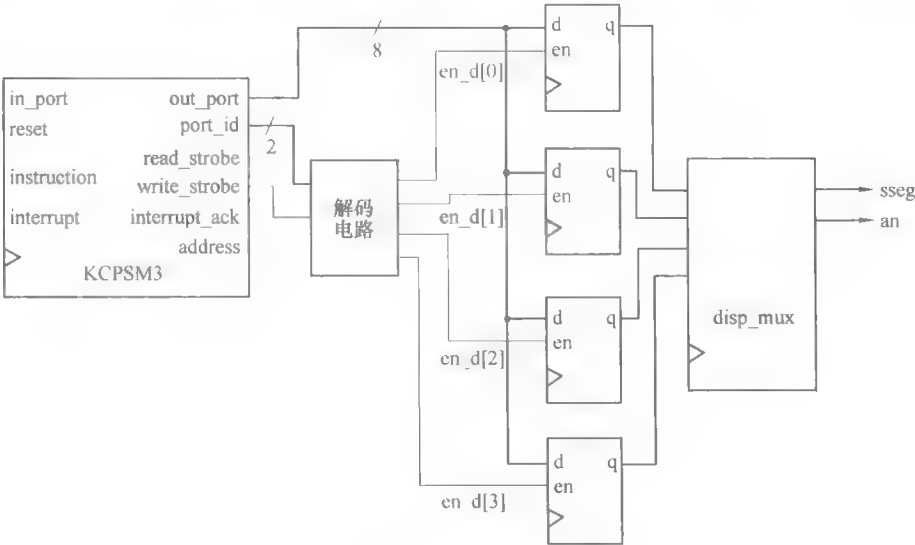 in_port
reset
instruction
interrupt
out_port
port_id
read_strobe
write_strobe
interrupt_ack
address
KCPSM3
8
2
解码
电路
en_d[0]
en_d[1]
en_d[2]
en_d[3]
d
q
en
d
q
en
d
q
en
d
q
en
disp_mux
sseg
an